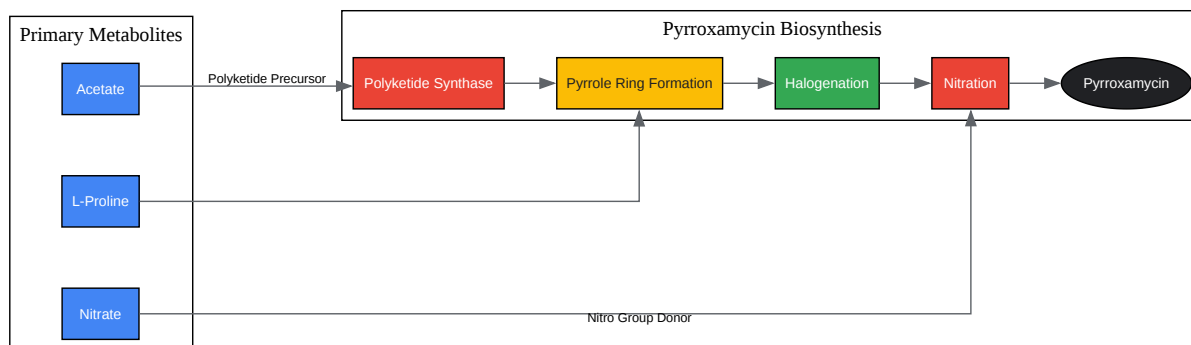 Primary Metabolites
Pyrroxamycin Biosynthesis
Acetate
Polyketide Precursor
Polyketide Synthase
Pyrrole Ring Formation
Halogenation
Nitration
Pyrroxamycin
L-Proline
Nitrate
Nitro Group Donor